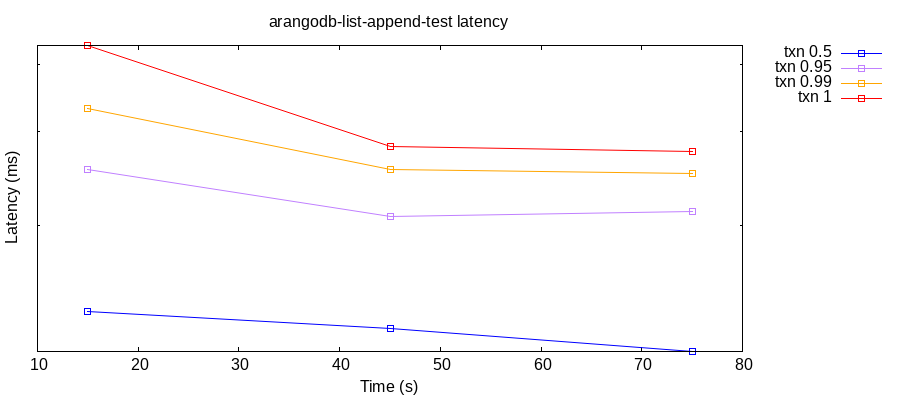 arangodb-list-append-test latency
txn 0.5
txn 0.95
txn 0.99
txn 1
Latency (ms)
10 20 30 40 50 60 70 80
Time (s)